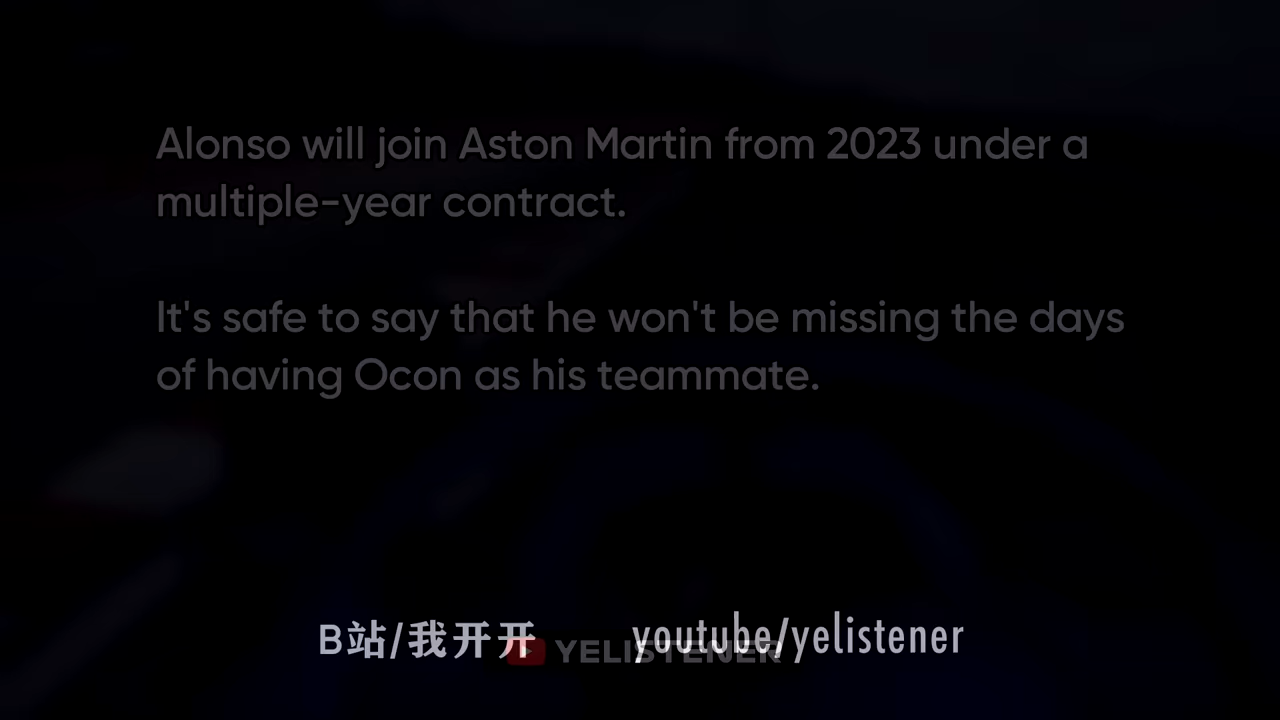 Alonso will join Aston Martin from 2023 under a
multiple-year contract.
It's safe to say that he won't be missing the days
of having Ocon as his teammate.
B站/我开开 youtube/yelistener
YELISTENER